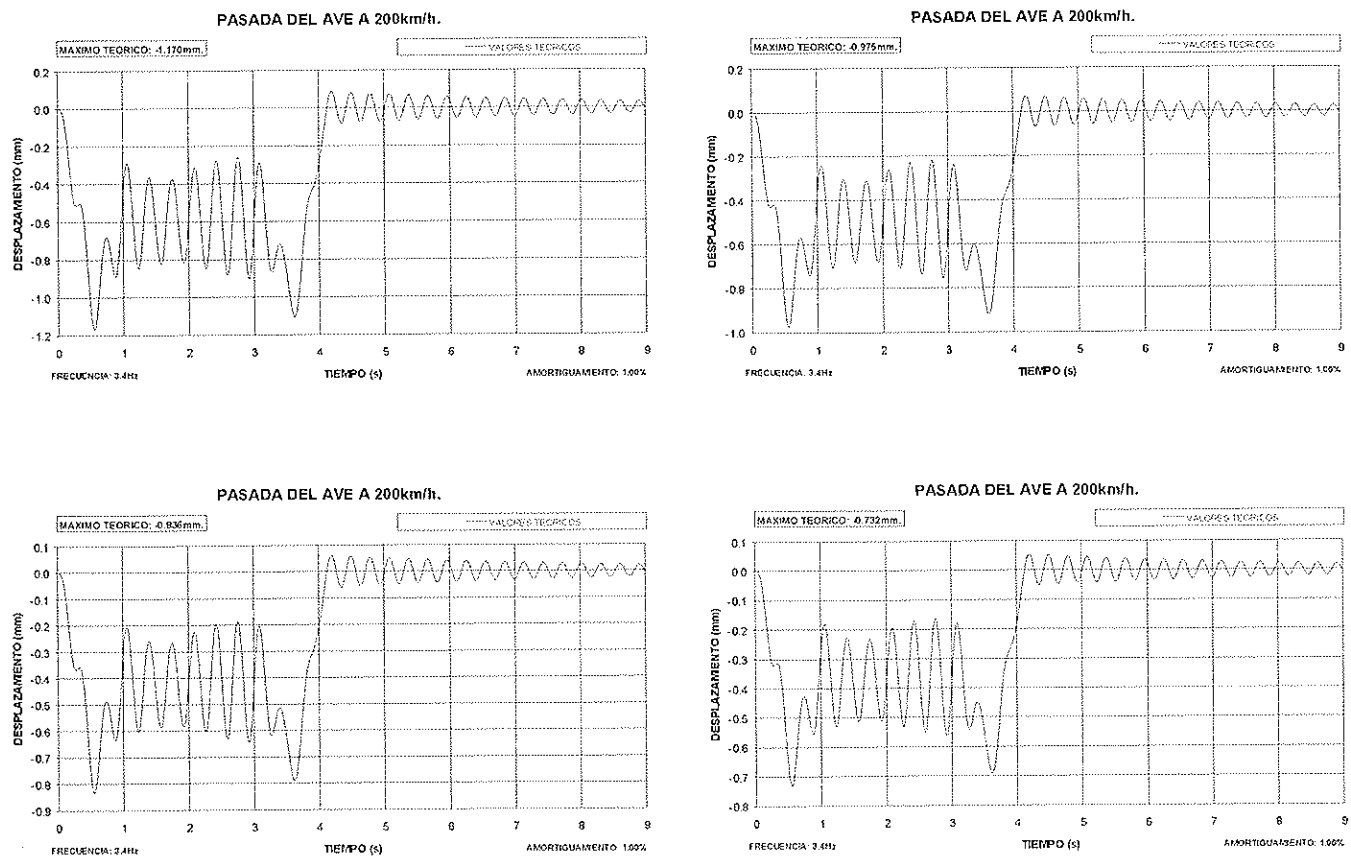 PASADA DEL AVE A 200km/h.
MAXIMO TEORICO: -1.170mm.
VALORES TEORICOS
DESPLAZAMIENTO (mm)
0.2
0.0
-0.2
-0.4
-0.6
-0.8
-1.0
-1.2
0 1 2 3 4 5 6 7 8 9
FRECUENCIA: 3.4Hz
TIEMPO (s)
AMORTIGUAMIENTO: 1.00%
PASADA DEL AVE A 200km/h.
MAXIMO TEORICO: -0.975mm.
VALORES TEORICOS
DESPLAZAMIENTO (mm)
0.2
0.0
-0.2
-0.4
-0.6
-0.8
-1.0
0 1 2 3 4 5 6 7 8 9
FRECUENCIA: 3.4Hz
TIEMPO (s)
AMORTIGUAMIENTO: 1.00%
PASADA DEL AVE A 200km/h.
MAXIMO TEORICO: -0.836mm.
VALORES TEORICOS
DESPLAZAMIENTO (mm)
0.1
0.0
-0.1
-0.2
-0.3
-0.4
-0.5
-0.6
-0.7
-0.8
-0.9
0 1 2 3 4 5 6 7 8 9
FRECUENCIA: 3.4Hz
TIEMPO (s)
AMORTIGUAMIENTO: 1.00%
PASADA DEL AVE A 200km/h.
MAXIMO TEORICO: -0.732mm.
VALORES TEORICOS
DESPLAZAMIENTO (mm)
0.1
0.0
-0.1
-0.2
-0.3
-0.4
-0.5
-0.6
-0.7
-0.8
0 1 2 3 4 5 6 7 8 9
FRECUENCIA: 3.4Hz
TIEMPO (s)
AMORTIGUAMIENTO: 1.00%